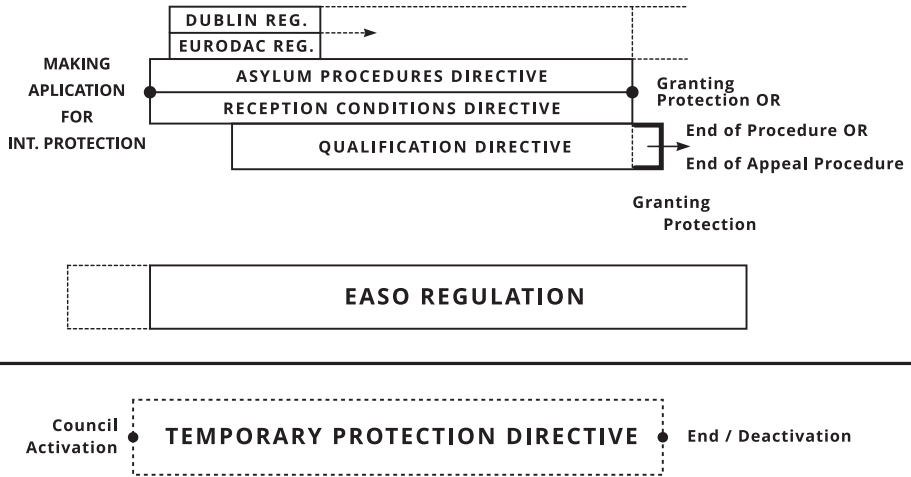 DUBLIN REG.
EURODAC REG.
MAKING
APLICATION
FOR
INT. PROTECTION
ASYLUM PROCEDURES DIRECTIVE
RECEPTION CONDITIONS DIRECTIVE
QUALIFICATION DIRECTIVE
Granting
Protection OR
End of Procedure OR
End of Appeal Procedure
Granting
Protection
EASO REGULATION
Council
Activation
TEMPORARY PROTECTION DIRECTIVE
End / Deactivation